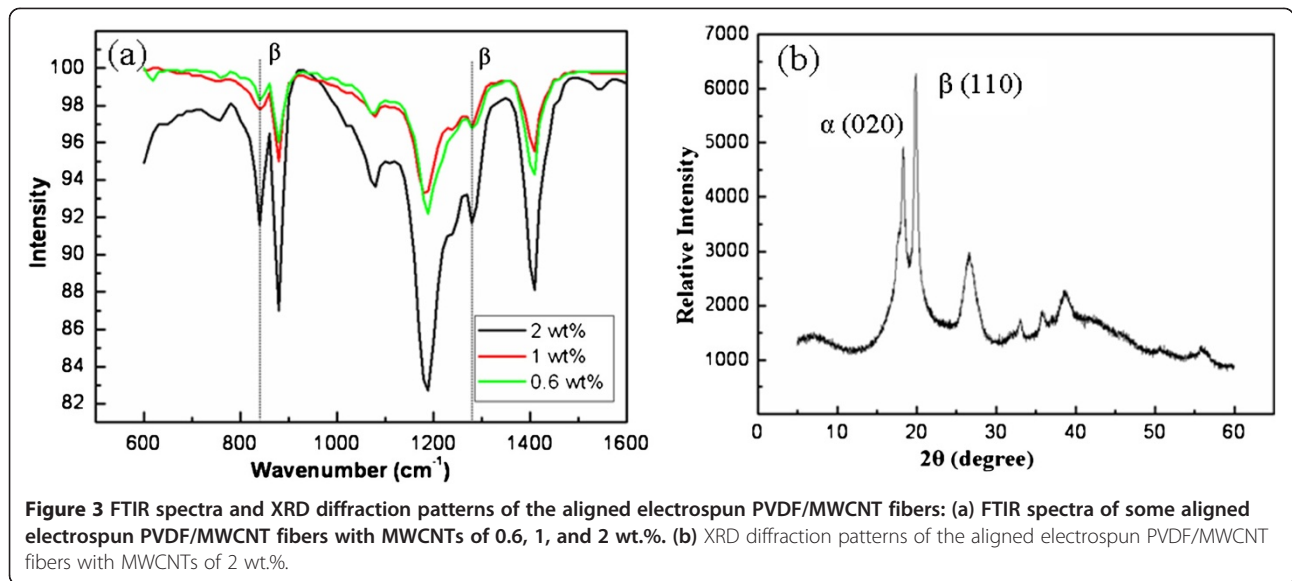 (a)
β
β
100
98
96
94
92
90
88
86
84
82
Intensity
2 wt%
1 wt%
0.6 wt%
600
800
1000
1200
1400
1600
Wavenumber (cm⁻¹)
(b)
7000
6000
5000
4000
3000
2000
1000
Relative Intensity
α (020)
β (110)
0
10
20
30
40
50
60
2θ (degree)
Figure 3 FTIR spectra and XRD diffraction patterns of the aligned electrospun PVDF/MWCNT fibers: (a) FTIR spectra of some aligned
electrospun PVDF/MWCNT fibers with MWCNTs of 0.6, 1, and 2 wt.%. (b) XRD diffraction patterns of the aligned electrospun PVDF/MWCNT
fibers with MWCNTs of 2 wt.%.